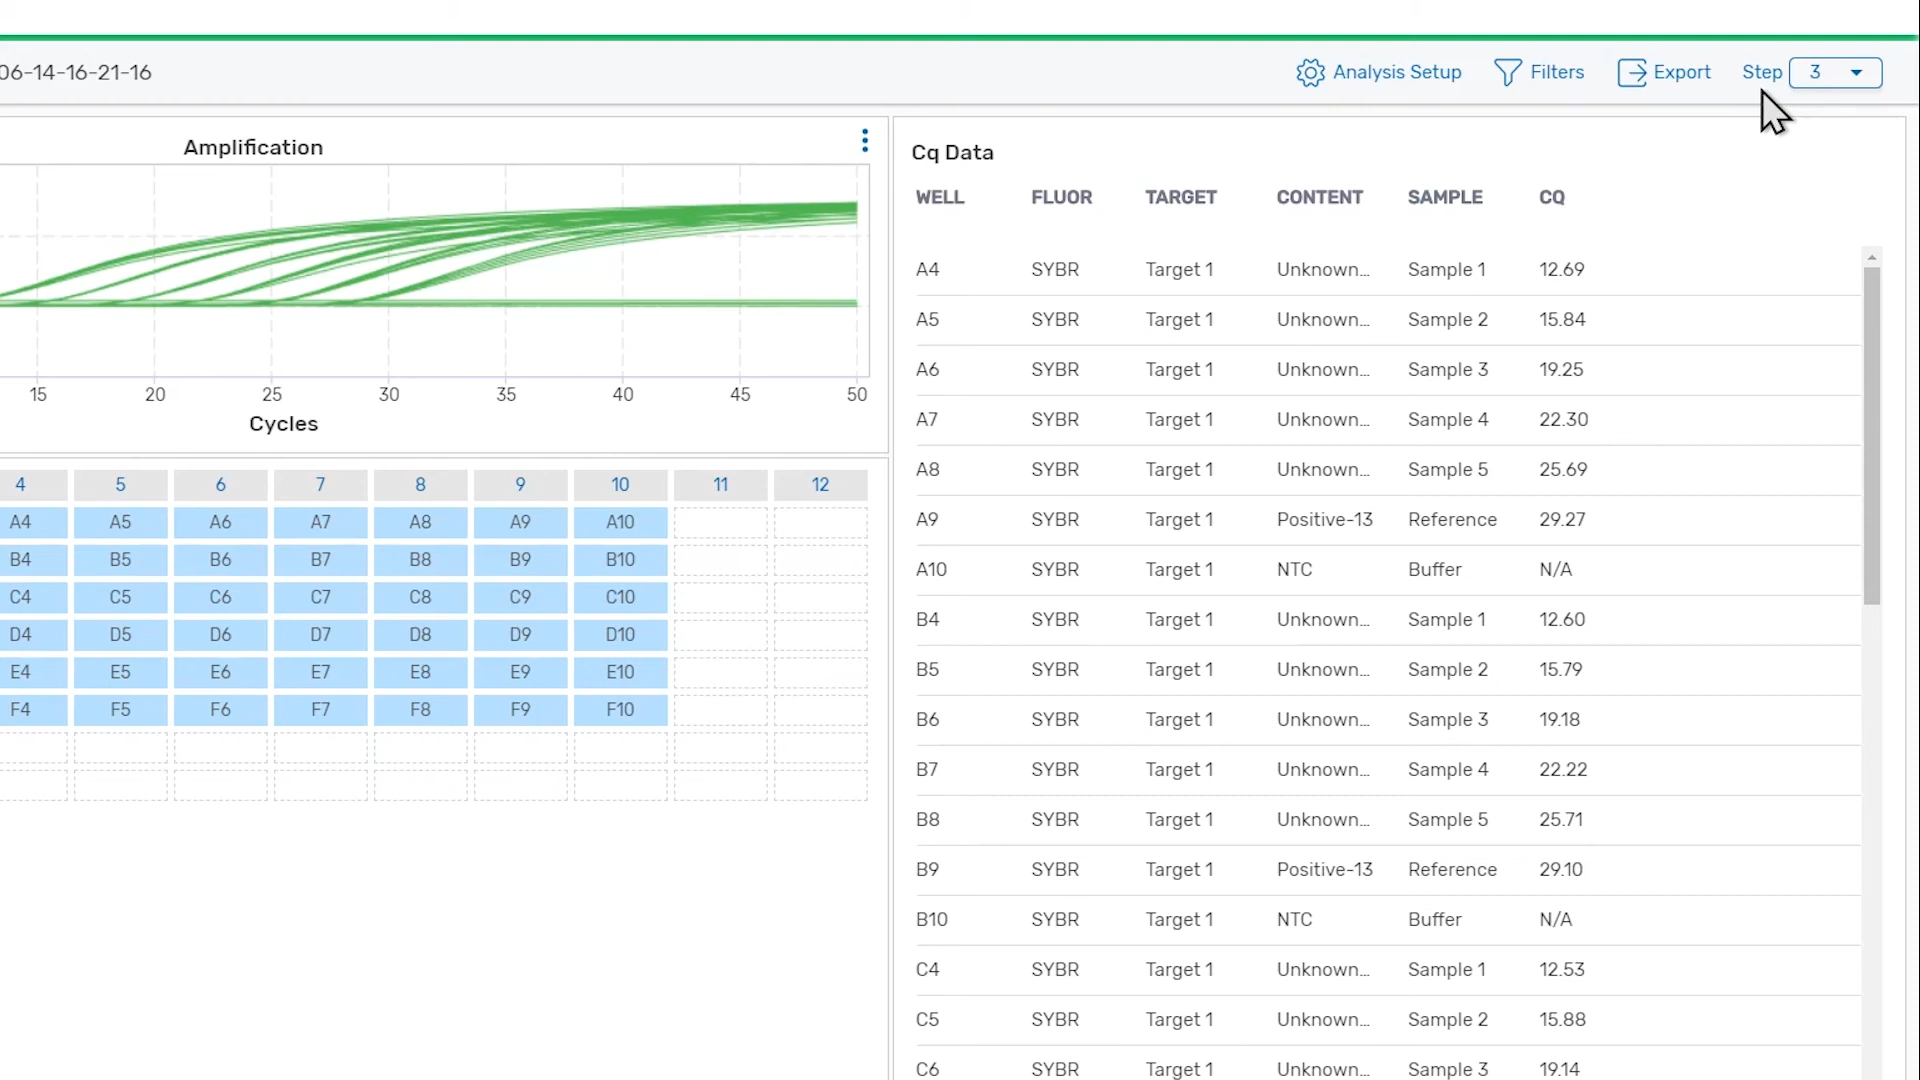 06-14-16-21-16
Analysis Setup Filters Export Step 3
Amplification
15 20 25 30 35 40 45 50
Cycles
4 5 6 7 8 9 10 11 12
A4 A5 A6 A7 A8 A9 A10
B4 B5 B6 B7 B8 B9 B10
C4 C5 C6 C7 C8 C9 C10
D4 D5 D6 D7 D8 D9 D10
E4 E5 E6 E7 E8 E9 E10
F4 F5 F6 F7 F8 F9 F10
Cq Data
WELL FLUOR TARGET CONTENT SAMPLE CQ
A4 SYBR Target 1 Unknown... Sample 1 12.69
A5 SYBR Target 1 Unknown... Sample 2 15.84
A6 SYBR Target 1 Unknown... Sample 3 19.25
A7 SYBR Target 1 Unknown... Sample 4 22.30
A8 SYBR Target 1 Unknown... Sample 5 25.69
A9 SYBR Target 1 Positive-13 Reference 29.27
A10 SYBR Target 1 NTC Buffer N/A
B4 SYBR Target 1 Unknown... Sample 1 12.60
B5 SYBR Target 1 Unknown... Sample 2 15.79
B6 SYBR Target 1 Unknown... Sample 3 19.18
B7 SYBR Target 1 Unknown... Sample 4 22.22
B8 SYBR Target 1 Unknown... Sample 5 25.71
B9 SYBR Target 1 Positive-13 Reference 29.10
B10 SYBR Target 1 NTC Buffer N/A
C4 SYBR Target 1 Unknown... Sample 1 12.53
C5 SYBR Target 1 Unknown... Sample 2 15.88
C6 SYBR Target 1 Unknown... Sample 3 19.14